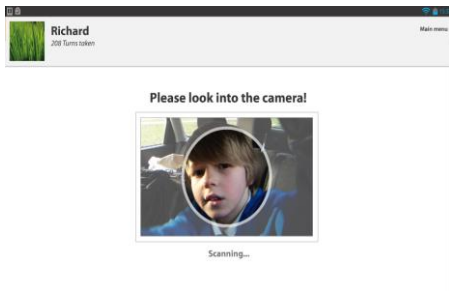 Richard
208 Turns taken
Main menu
Please look into the camera!
Scanning...